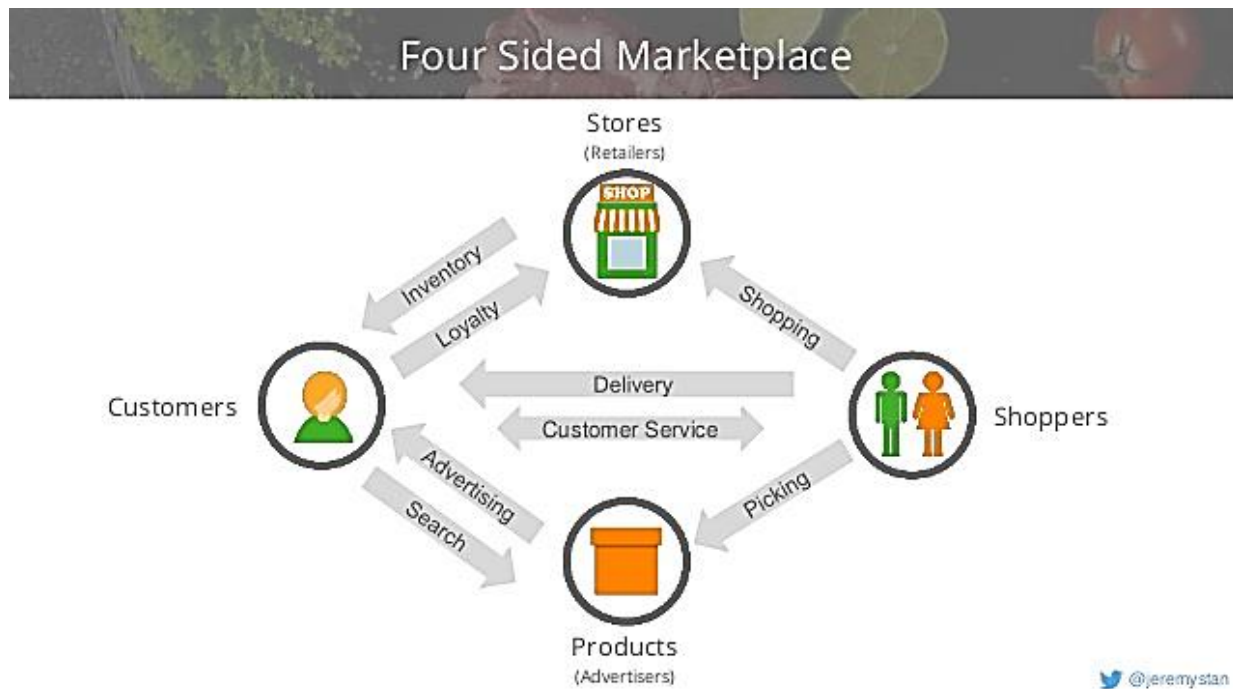 Four Sided Marketplace
Stores
(Retailers)
SHOP
Inventory
Loyalty
Shopping
Customers
Delivery
Customer Service
Shoppers
Advertising
Search
Picking
Products
(Advertisers)
@jeremystan